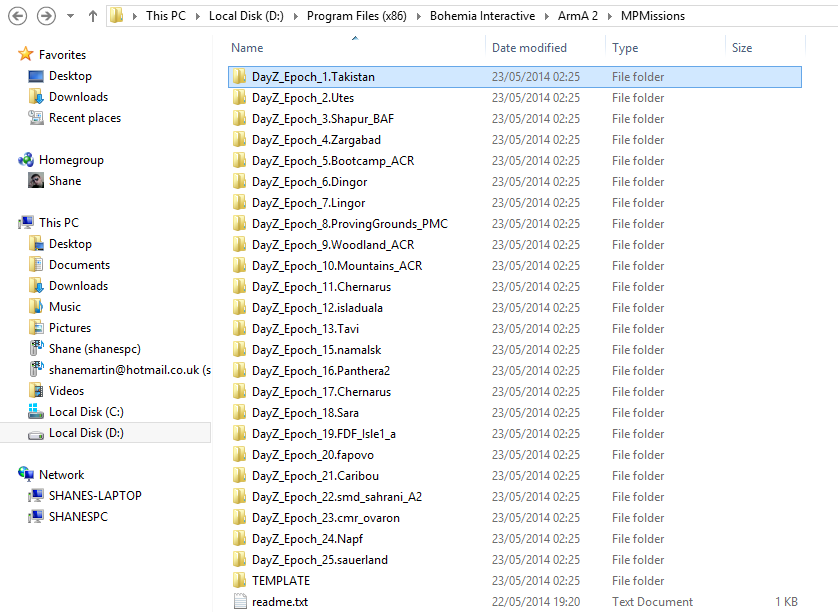 This PC Local Disk (D:) Program Files (x86) Bohemia Interactive ArmA 2 MPMissions
Favorites
Desktop
Downloads
Recent places
Homegroup
Shane
This PC
Desktop
Documents
Downloads
Music
Pictures
Shane (shanespc)
shanemartin@hotmail.co.uk (s
Videos
Local Disk (C:)
Local Disk (D:)
Network
SHANES-LAPTOP
SHANESPC
Name Date modified Type Size
DayZ_Epoch_1.Takistan 23/05/2014 02:25 File folder
DayZ_Epoch_2.Utes 23/05/2014 02:25 File folder
DayZ_Epoch_3.Shapur_BAF 23/05/2014 02:25 File folder
DayZ_Epoch_4.Zargabad 23/05/2014 02:25 File folder
DayZ_Epoch_5.Bootcamp_ACR 23/05/2014 02:25 File folder
DayZ_Epoch_6.Dingor 23/05/2014 02:25 File folder
DayZ_Epoch_7.Lingor 23/05/2014 02:25 File folder
DayZ_Epoch_8.ProvingGrounds_PMC 23/05/2014 02:25 File folder
DayZ_Epoch_9.Woodland_ACR 23/05/2014 02:25 File folder
DayZ_Epoch_10.Mountains_ACR 23/05/2014 02:25 File folder
DayZ_Epoch_11.Chernarus 23/05/2014 02:25 File folder
DayZ_Epoch_12.isladuala 23/05/2014 02:25 File folder
DayZ_Epoch_13.Tavi 23/05/2014 02:25 File folder
DayZ_Epoch_15.namalsk 23/05/2014 02:25 File folder
DayZ_Epoch_16.Panthera2 23/05/2014 02:25 File folder
DayZ_Epoch_17.Chernarus 23/05/2014 02:25 File folder
DayZ_Epoch_18.Sara 23/05/2014 02:25 File folder
DayZ_Epoch_19.FDF_Isle1_a 23/05/2014 02:25 File folder
DayZ_Epoch_20.fapovo 23/05/2014 02:25 File folder
DayZ_Epoch_21.Caribou 23/05/2014 02:25 File folder
DayZ_Epoch_22.smd_sahrani_A2 23/05/2014 02:25 File folder
DayZ_Epoch_23.cmr_ovaron 23/05/2014 02:25 File folder
DayZ_Epoch_24.Napf 23/05/2014 02:25 File folder
DayZ_Epoch_25.sauerland 23/05/2014 02:25 File folder
TEMPLATE 23/05/2014 02:25 File folder
readme.txt 22/05/2014 19:20 Text Document 1 KB